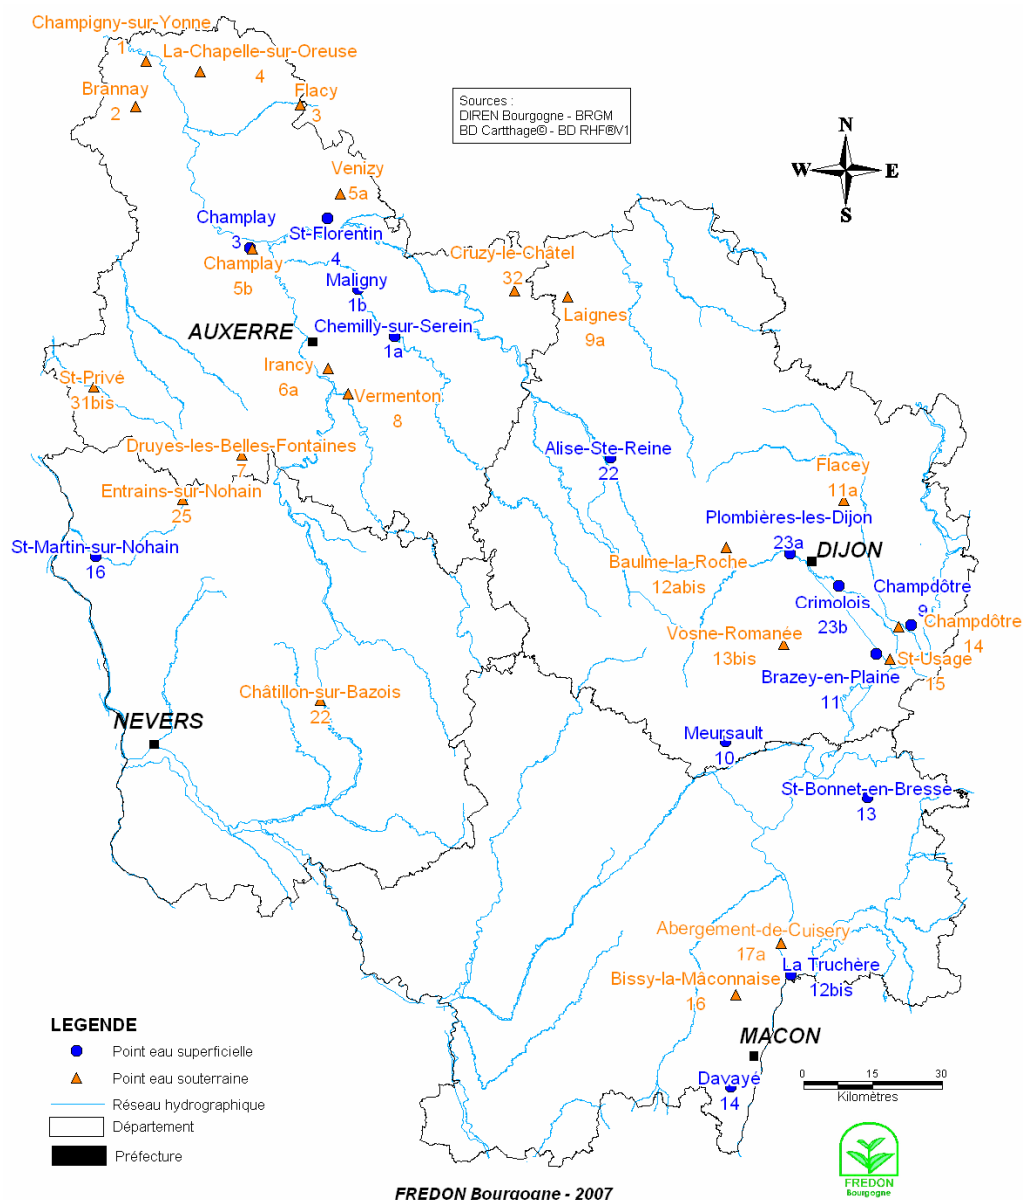 Champigny-sur-Yonne
1
La-Chapelle-sur-Oreuse
4
Brannay
2
Flacy
3
Sources :
DIREN Bourgogne - BRGM
BD Carthage© - BD RHF®V1
N
W
E
S
Venizy
5a
Champlay
3
St-Florentin
4
Champlay
5b
Cruzy-le-Châtel
32
Maligny
1b
Laignes
9a
Chemilly-sur-Serein
1a
AUXERRE
Irancy
6a
St-Privé
31bis
Vermenton
8
Druyes-les-Belles-Fontaines
7
Alise-Ste-Reine
22
Flacey
11a
Entrains-sur-Nohain
25
Plombières-les-Dijon
23a
St-Martin-sur-Nohain
16
DIJON
Baulme-la-Roche
12abis
Champdôtre
9
Crimolois
23b
Champdôtre
14
Vosne-Romanée
13bis
St-Usage
15
Brazey-en-Plaine
11
Châtillon-sur-Bazois
22
NEVERS
Meursault
10
St-Bonnet-en-Bresse
13
Abergement-de-Cuisery
17a
La Truchère
12bis
Bissy-la-Mâconnaise
16
MACON
Davayé
14
LEGENDE
Point eau superficielle
Point eau souterraine
Réseau hydrographique
Département
Préfecture
0 15 30
Kilomètres
FREDON
Bourgogne
FREDON Bourgogne - 2007